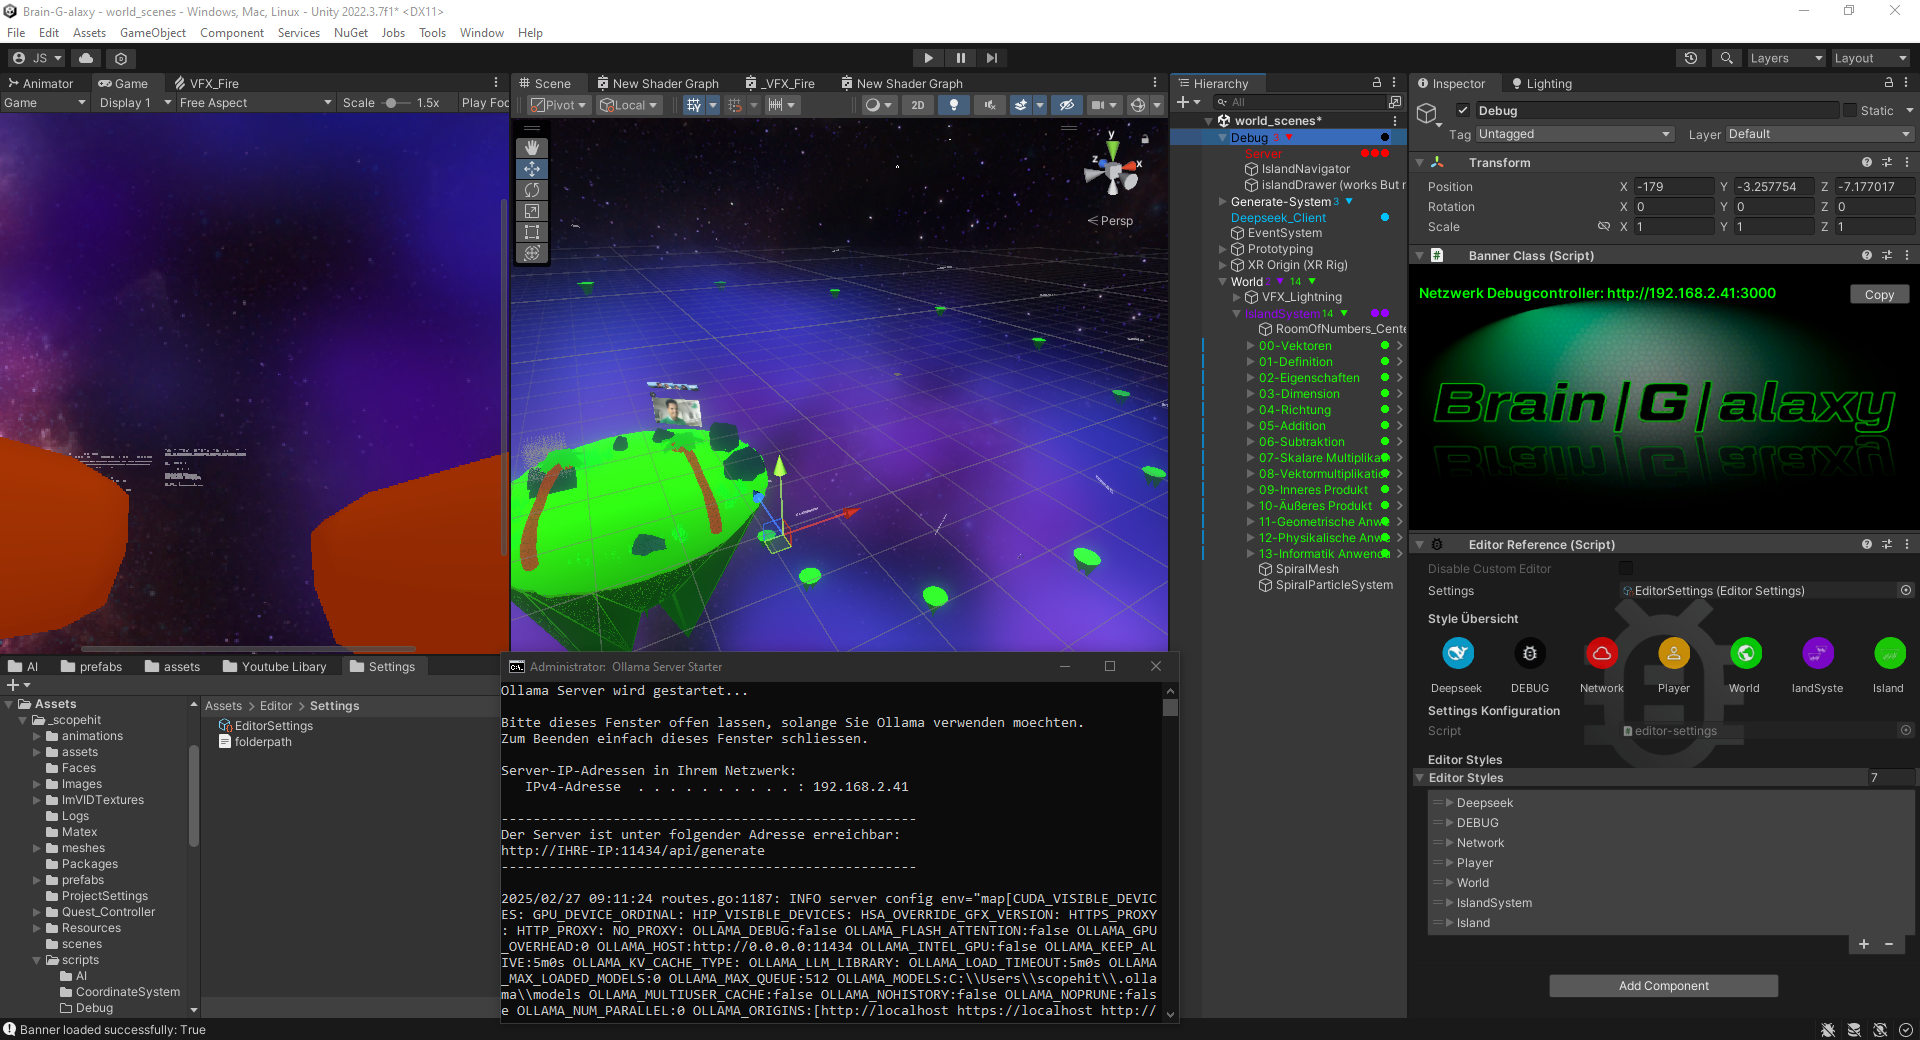 Brain-G-alaxy - world_scenes - Windows, Mac, Linux - Unity 2022.3.7f1* <DX11>
File Edit Assets GameObject Component Services NuGet Jobs Tools Window Help
JS
Layers
Layout
Animator
Game
VFX_Fire
Game
Display 1
Free Aspect
Scale
1.5x
Play Foc
Scene
New Shader Graph
_VFX_Fire
New Shader Graph
Pivot
Local
2D
y
z
x
Persp
Hierarchy
All
world_scenes*
Debug 3
Server
IslandNavigator
islandDrawer (works But r
Generate-System 3
Deepseek_Client
EventSystem
Prototyping
XR Origin (XR Rig)
World 2 14
VFX_Lightning
IslandSystem 14
RoomOfNumbers_Cente
00-Vektoren
01-Definition
02-Eigenschaften
03-Dimension
04-Richtung
05-Addition
06-Subtraktion
07-Skalare Multiplika
08-Vektormultiplikatio
09-Inneres Produkt
10-Äußeres Produkt
11-Geometrische Anwe
12-Physikalische Anwe
13-Informatik Anwend
SpiralMesh
SpiralParticleSystem
Inspector
Lighting
Debug
Static
Tag Untagged
Layer Default
Transform
Position X -179 Y -3.257754 Z -7.177017
Rotation X 0 Y 0 Z 0
Scale X 1 Y 1 Z 1
Banner Class (Script)
Netzwerk Debugcontroller: http://192.168.2.41:3000
Copy
Brain|G|alaxy
Editor Reference (Script)
Disable Custom Editor
Settings EditorSettings (Editor Settings)
Style Übersicht
Deepseek DEBUG Network Player World landSyste Island
Settings Konfiguration
Script editor-settings
Editor Styles
Editor Styles 7
Deepseek
DEBUG
Network
Player
World
IslandSystem
Island
Add Component
AI
prefabs
assets
Youtube Libary
Settings
Assets
_scopehit
animations
assets
Faces
Images
ImVIDTextures
Logs
Matex
meshes
Packages
prefabs
ProjectSettings
Quest_Controller
Resources
scenes
scripts
AI
CoordinateSystem
Debug
Assets > Editor > Settings
EditorSettings
folderpath
Administrator: Ollama Server Starter
Ollama Server wird gestartet...
Bitte dieses Fenster offen lassen, solange Sie Ollama verwenden moechten.
Zum Beenden einfach dieses Fenster schliessen.
Server-IP-Adressen in Ihrem Netzwerk:
IPv4-Adresse . . . . . . . . . . : 192.168.2.41
----------------------------------------------------
Der Server ist unter folgender Adresse erreichbar:
http://IHRE-IP:11434/api/generate
----------------------------------------------------
2025/02/27 09:11:24 routes.go:1187: INFO server config env="map[CUDA_VISIBLE_DEVIC
ES: GPU_DEVICE_ORDINAL: HIP_VISIBLE_DEVICES: HSA_OVERRIDE_GFX_VERSION: HTTPS_PROXY
: HTTP_PROXY: NO_PROXY: OLLAMA_DEBUG:false OLLAMA_FLASH_ATTENTION:false OLLAMA_GPU
_OVERHEAD:0 OLLAMA_HOST:http://0.0.0.0:11434 OLLAMA_INTEL_GPU:false OLLAMA_KEEP_AL
IVE:5m0s OLLAMA_KV_CACHE_TYPE: OLLAMA_LLM_LIBRARY: OLLAMA_LOAD_TIMEOUT:5m0s OLLAMA
_MAX_LOADED_MODELS:0 OLLAMA_MAX_QUEUE:512 OLLAMA_MODELS:C:\\Users\\scopehit\\.olla
ma\\models OLLAMA_MULTIUSER_CACHE:false OLLAMA_NOHISTORY:false OLLAMA_NOPRUNE:fals
e OLLAMA_NUM_PARALLEL:0 OLLAMA_ORIGINS:[http://localhost https://localhost http://
Banner loaded successfully: True